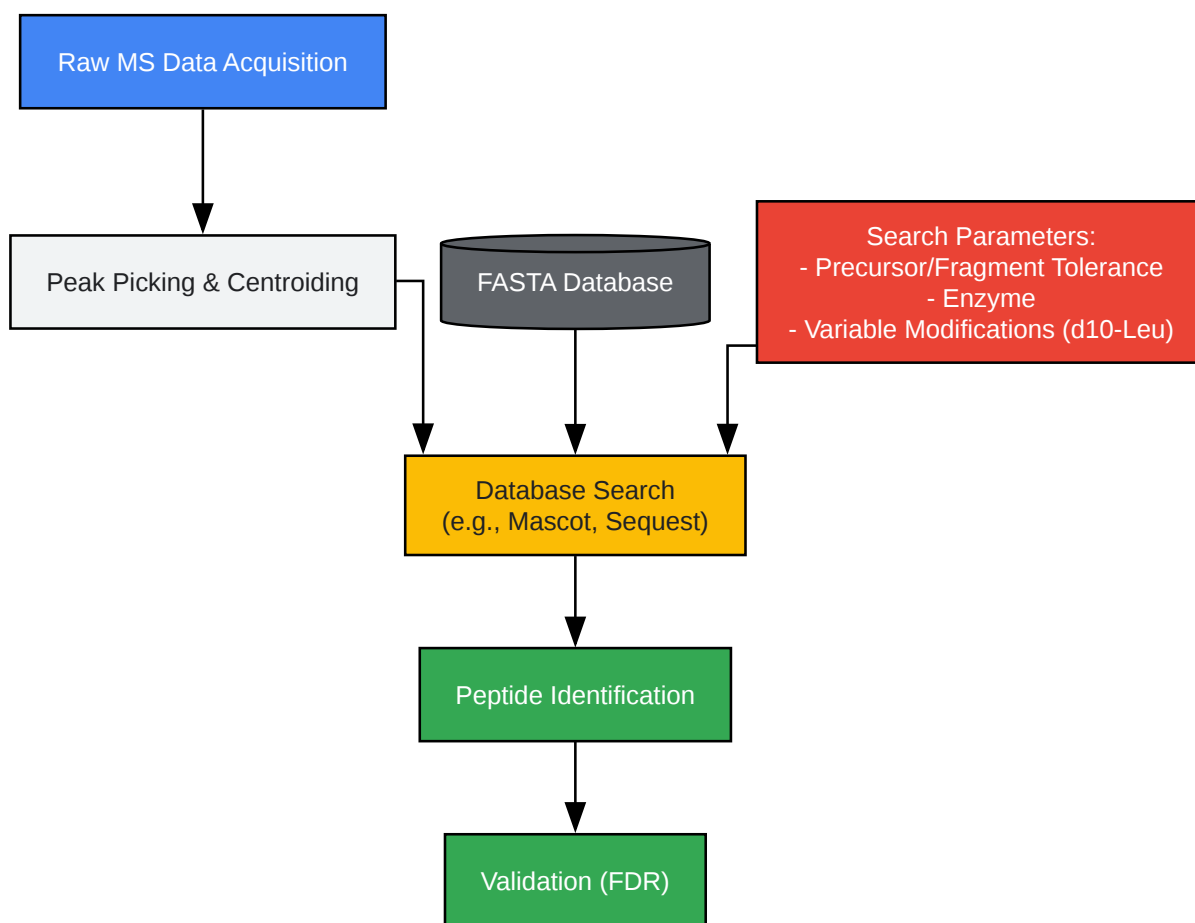 Raw MS Data Acquisition
Peak Picking & Centroiding
FASTA Database
Search Parameters:
- Precursor/Fragment Tolerance
- Enzyme
- Variable Modifications (d10-Leu)
Database Search
(e.g., Mascot, Sequest)
Peptide Identification
Validation (FDR)